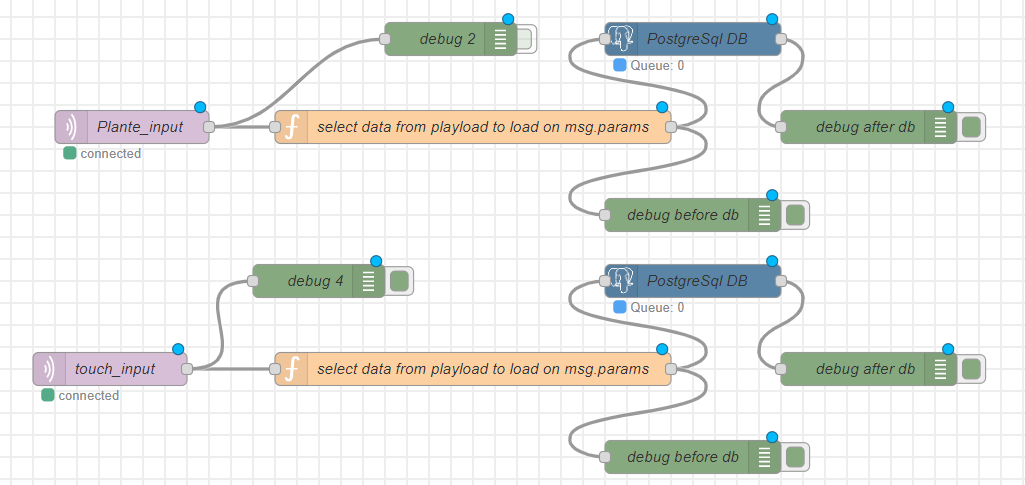 debug 2
PostgreSql DB
Queue: 0
Plante_input
connected
select data from playload to load on msg.params
debug after db
debug before db
debug 4
PostgreSql DB
Queue: 0
touch_input
connected
select data from playload to load on msg.params
debug after db
debug before db